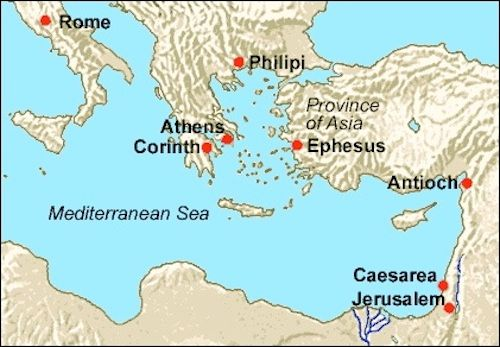 Rome
Philipi
Province
of Asia
Athens
Corinth
Ephesus
Antioch
Mediterranean Sea
Caesarea
Jerusalem